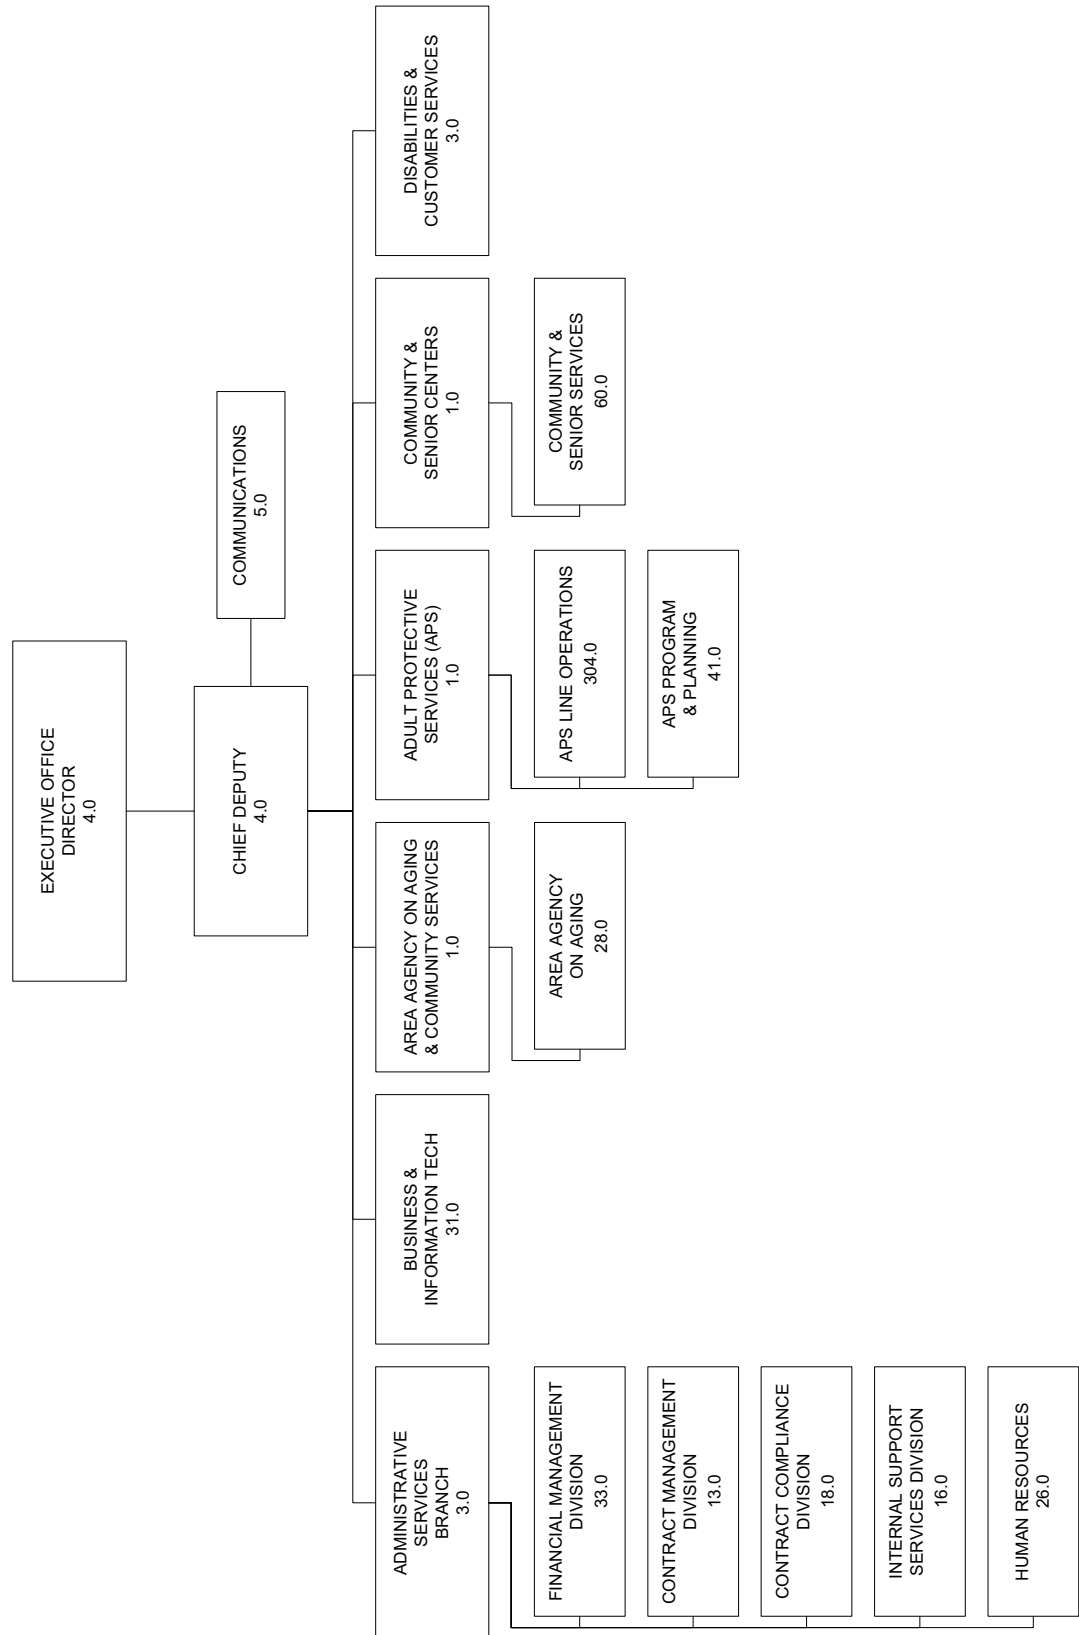 EXECUTIVE OFFICE
DIRECTOR
4.0
CHIEF DEPUTY
4.0
COMMUNICATIONS
5.0
ADMINISTRATIVE
SERVICES
BRANCH
3.0
FINANCIAL MANAGEMENT
DIVISION
33.0
CONTRACT MANAGEMENT
DIVISION
13.0
CONTRACT COMPLIANCE
DIVISION
18.0
INTERNAL SUPPORT
SERVICES DIVISION
16.0
HUMAN RESOURCES
26.0
BUSINESS &
INFORMATION TECH
31.0
AREA AGENCY ON AGING
& COMMUNITY SERVICES
1.0
AREA AGENCY
ON AGING
28.0
ADULT PROTECTIVE
SERVICES (APS)
1.0
APS LINE OPERATIONS
304.0
APS PROGRAM
& PLANNING
41.0
COMMUNITY &
SENIOR CENTERS
1.0
COMMUNITY &
SENIOR SERVICES
60.0
DISABILITIES &
CUSTOMER SERVICES
3.0